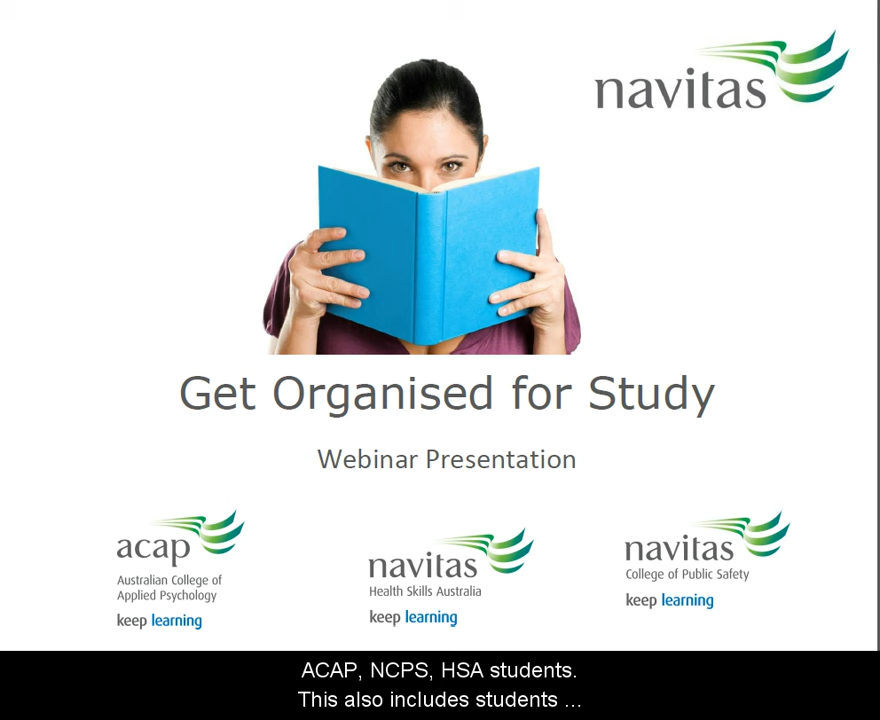 navitas
Get Organised for Study
Webinar Presentation
acap
Australian College of
Applied Psychology
keep learning
navitas
Health Skills Australia
keep learning
navitas
College of Public Safety
keep learning
ACAP, NCPS, HSA students.
This also includes students ...